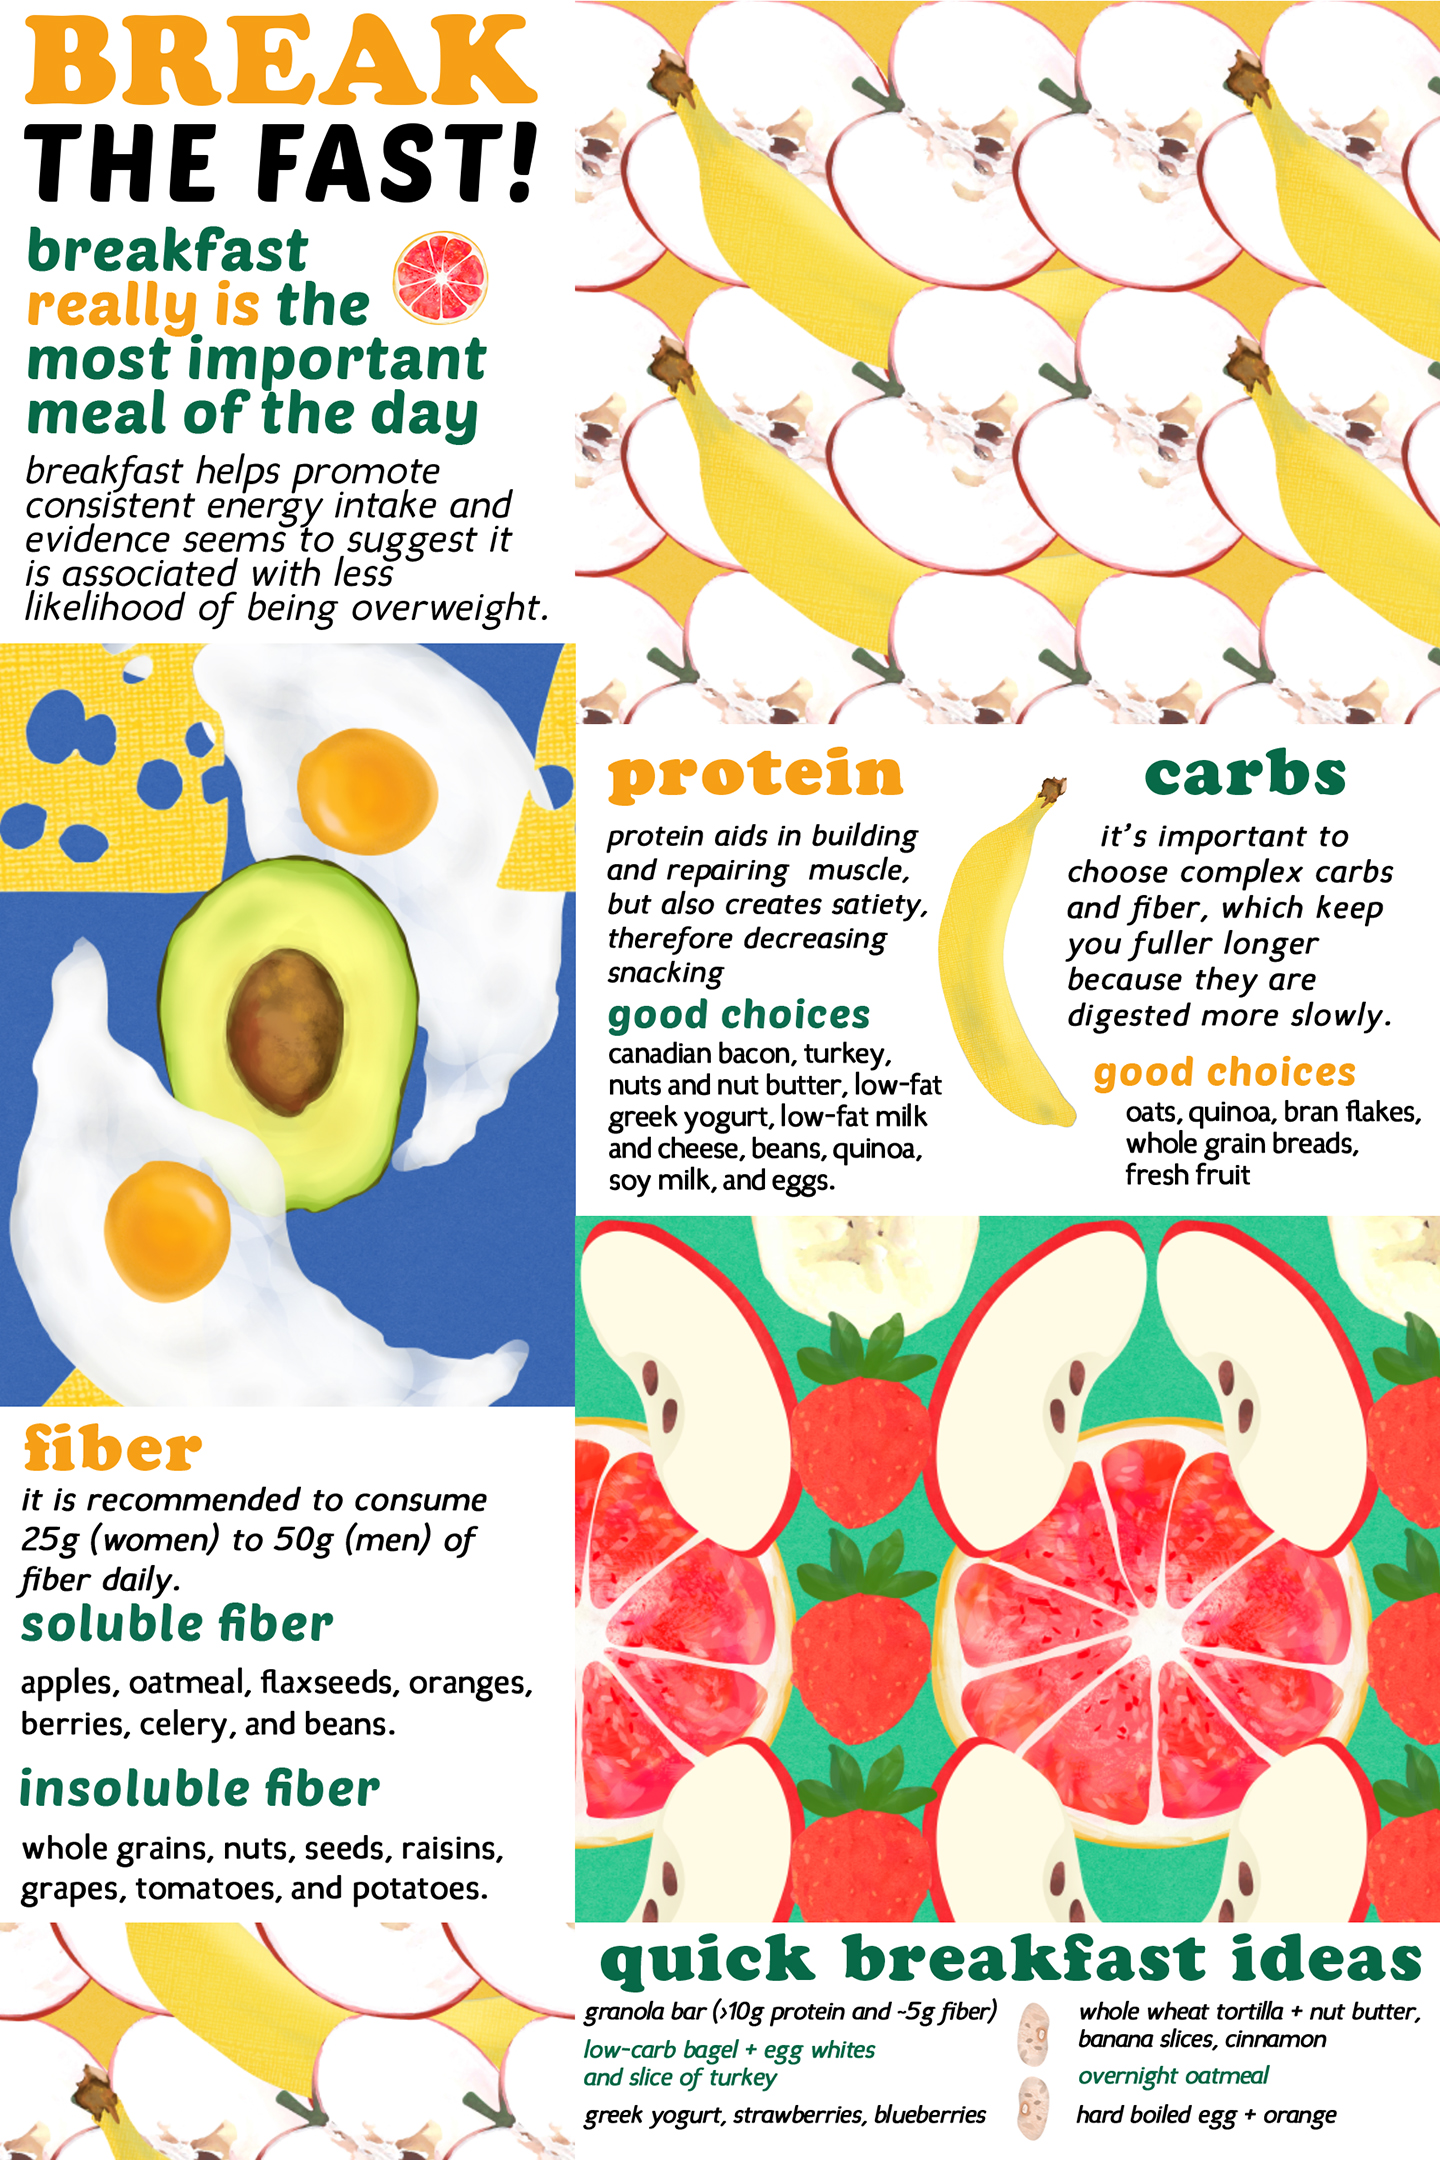 BREAK
THE FAST!
breakfast
really is the
most important
meal of the day
breakfast helps promote
consistent energy intake and
evidence seems to suggest it
is associated with less
likelihood of being overweight.
protein
protein aids in building
and repairing muscle,
but also creates satiety,
therefore decreasing
snacking
good choices
canadian bacon, turkey,
nuts and nut butter, low-fat
greek yogurt, low-fat milk
and cheese, beans, quinoa,
soy milk, and eggs.
carbs
it's important to
choose complex carbs
and fiber, which keep
you fuller longer
because they are
digested more slowly.
good choices
oats, quinoa, bran flakes,
whole grain breads,
fresh fruit
fiber
it is recommended to consume
25g (women) to 50g (men) of
fiber daily.
soluble fiber
apples, oatmeal, flaxseeds, oranges,
berries, celery, and beans.
insoluble fiber
whole grains, nuts, seeds, raisins,
grapes, tomatoes, and potatoes.
quick breakfast ideas
granola bar (>10g protein and ~5g fiber)
low-carb bagel + egg whites
and slice of turkey
greek yogurt, strawberries, blueberries
whole wheat tortilla + nut butter,
banana slices, cinnamon
overnight oatmeal
hard boiled egg + orange